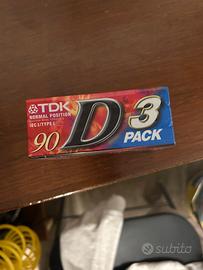 TDK
NORMAL POSITION
IEC I/TYPE I
90
D
3
PACK
subito